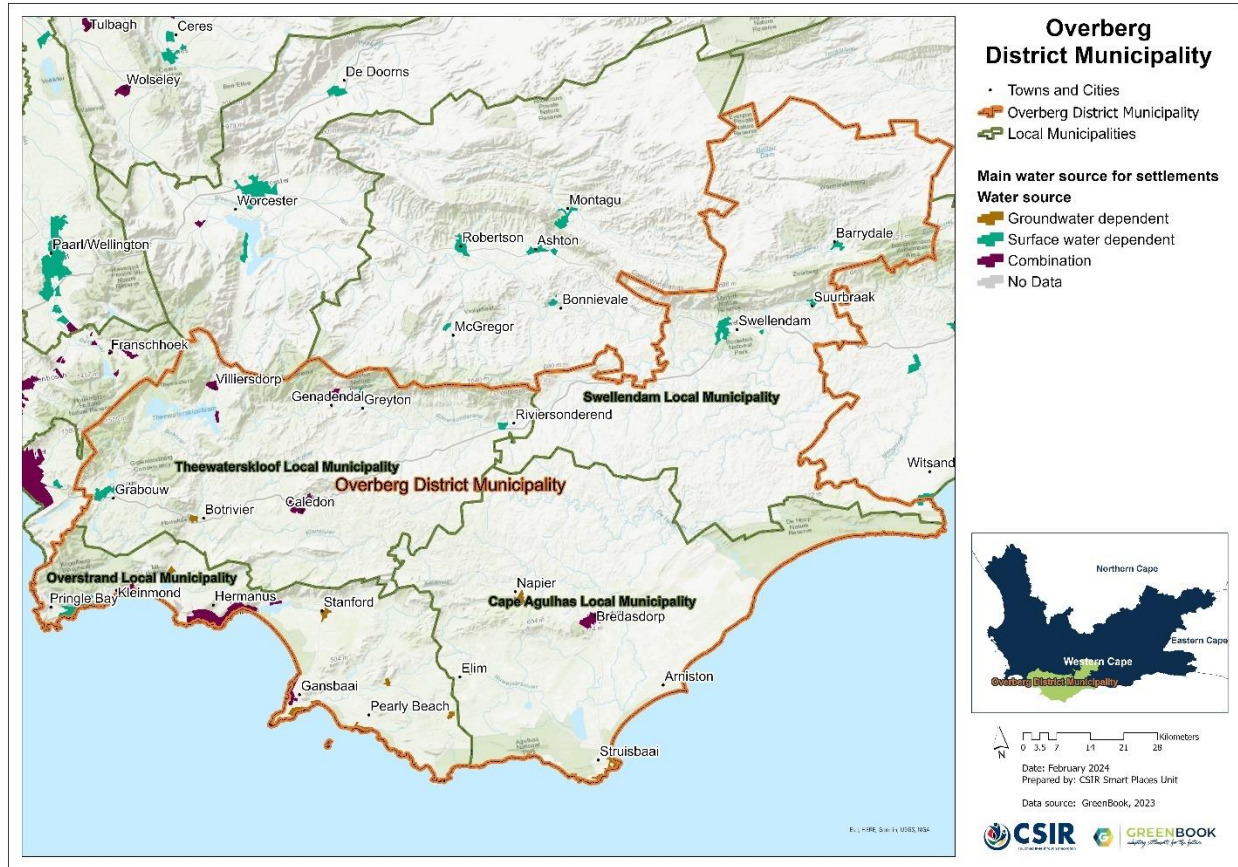 Overberg
District Municipality
Towns and Cities
Overberg District Municipality
Local Municipalities
Main water source for settlements
Water source
Groundwater dependent
Surface water dependent
Combination
No Data
Tulbagh
Ceres
Wolseley
De Doorns
Worcester
Montagu
Paarl/Wellington
Robertson
Ashton
Barrydale
Bonnievale
Suurbraak
McGregor
Swellendam
Franschhoek
Villiersdorp
Genadendal
Greyton
Swellendam Local Municipality
Riviersonderend
Theewaterskloof Local Municipality
Witsand
Overberg District Municipality
Grabouw
Caledon
Botrivier
Overstrand Local Municipality
Pringle Bay
Kleinmond
Hermanus
Stanford
Napier
Cape Agulhas Local Municipality
Bredasdorp
Elim
Arniston
Gansbaai
Pearly Beach
Struisbaai
Northern Cape
Eastern Cape
Western Cape
Overberg District Municipality
N
0 3.5 7 14 21 28 Kilometers
Date: February 2024
Prepared by: CSIR Smart Places Unit
Data source: GreenBook, 2023
CSIR
GREENBOOK